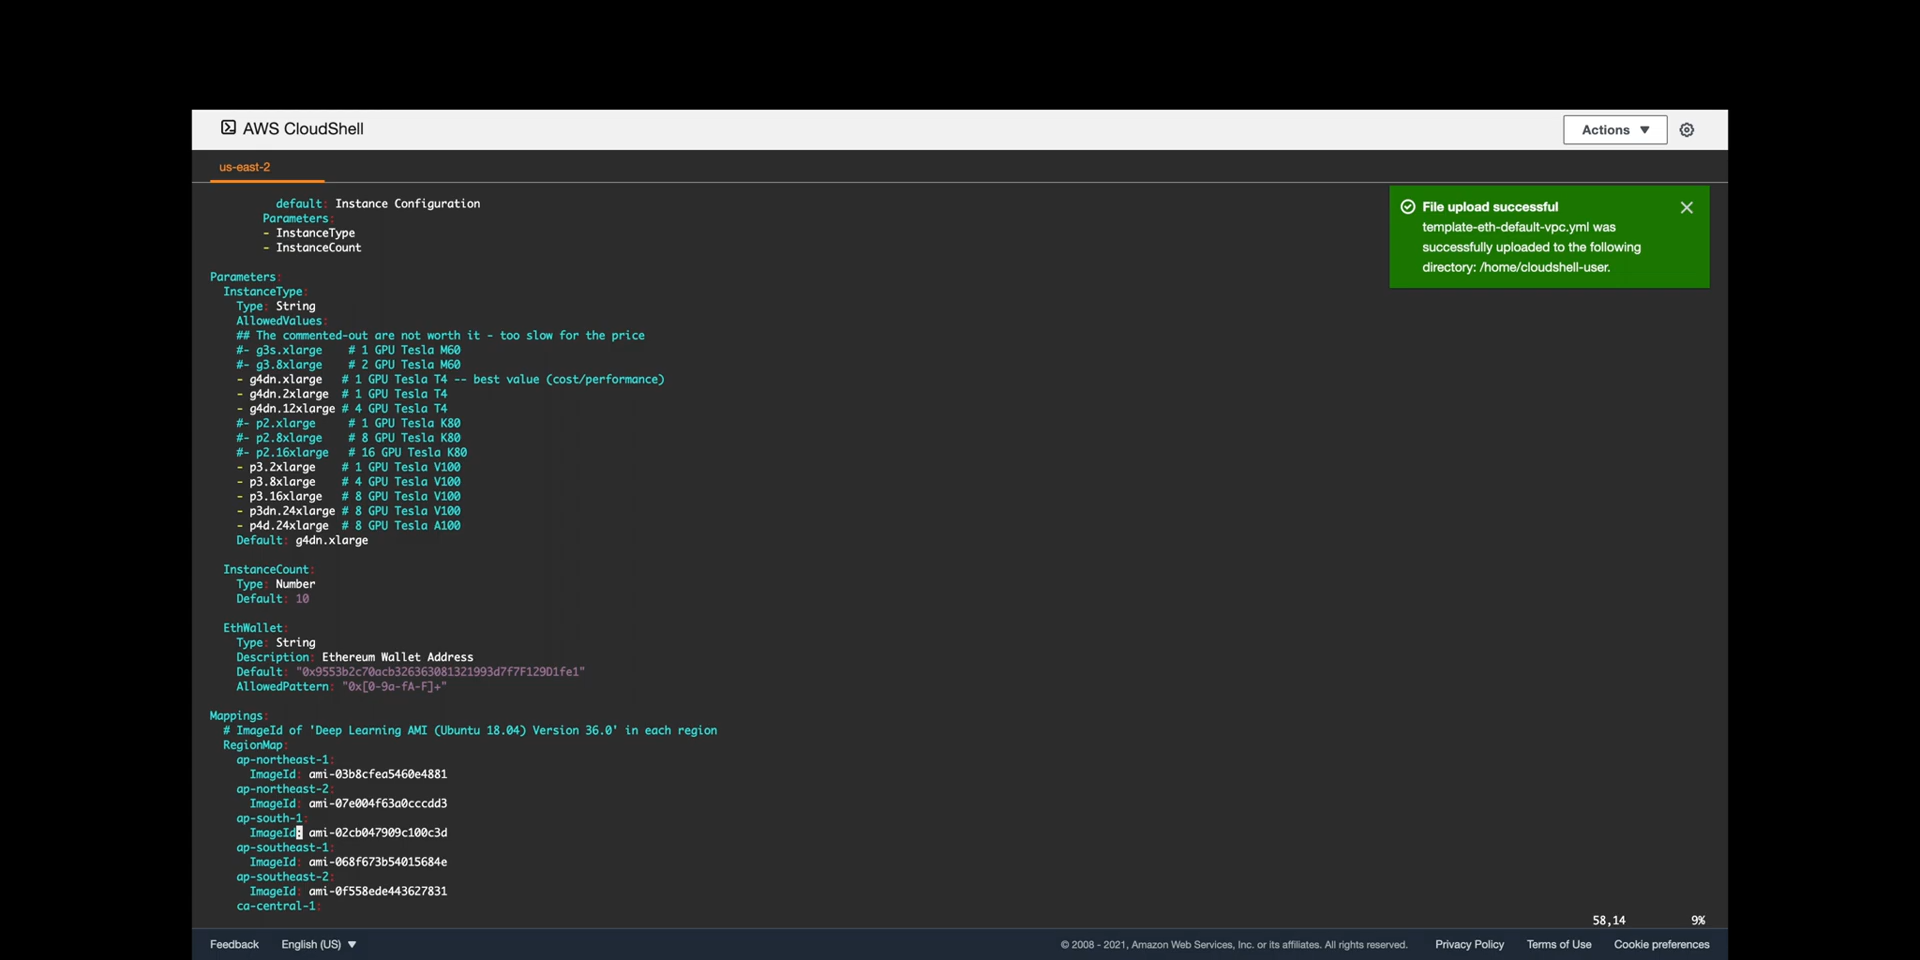 AWS CloudShell
Actions
us-east-2
File upload successful
template-eth-default-vpc.yml was
successfully uploaded to the following
directory: /home/cloudshell-user.
default: Instance Configuration
Parameters:
- InstanceType
- InstanceCount
Parameters:
InstanceType:
Type: String
AllowedValues:
## The commented-out are not worth it - too slow for the price
#- g3s.xlarge # 1 GPU Tesla M60
#- g3.8xlarge # 2 GPU Tesla M60
- g4dn.xlarge # 1 GPU Tesla T4 -- best value (cost/performance)
- g4dn.2xlarge # 1 GPU Tesla T4
- g4dn.12xlarge # 4 GPU Tesla T4
#- p2.xlarge # 1 GPU Tesla K80
#- p2.8xlarge # 8 GPU Tesla K80
#- p2.16xlarge # 16 GPU Tesla K80
- p3.2xlarge # 1 GPU Tesla V100
- p3.8xlarge # 4 GPU Tesla V100
- p3.16xlarge # 8 GPU Tesla V100
- p3dn.24xlarge # 8 GPU Tesla V100
- p4d.24xlarge # 8 GPU Tesla A100
Default: g4dn.xlarge
InstanceCount:
Type: Number
Default: 10
EthWallet:
Type: String
Description: Ethereum Wallet Address
Default: "0x9553b2c70acb326363081321993d7f7F129D1fe1"
AllowedPattern: "0x[0-9a-fA-F]+"
Mappings:
# ImageId of 'Deep Learning AMI (Ubuntu 18.04) Version 36.0' in each region
RegionMap:
ap-northeast-1:
ImageId: ami-03b8cfea5460e4881
ap-northeast-2:
ImageId: ami-07e004f63a0cccdd3
ap-south-1:
ImageId: ami-02cb047909c100c3d
ap-southeast-1:
ImageId: ami-068f673b54015684e
ap-southeast-2:
ImageId: ami-0f558ede443627831
ca-central-1:
58,14 9%
Feedback English (US) © 2008 - 2021, Amazon Web Services, Inc. or its affiliates. All rights reserved. Privacy Policy Terms of Use Cookie preferences